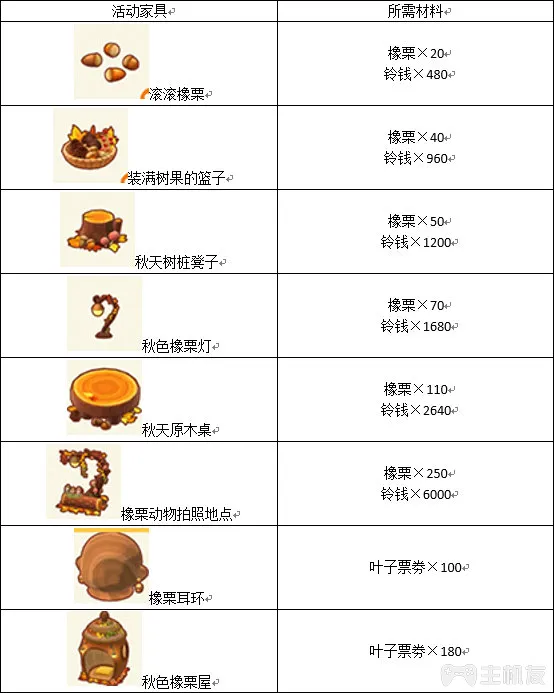 活动家具
所需材料
滚滚橡栗
橡栗×20
铃钱×480
装满树果的篮子
橡栗×40
铃钱×960
秋天树桩凳子
橡栗×50
铃钱×1200
秋色橡栗灯
橡栗×70
铃钱×1680
秋天原木桌
橡栗×110
铃钱×2640
橡栗动物拍照地点
橡栗×250
铃钱×6000
橡栗耳环
叶子票券×100
秋色橡栗屋
叶子票券×180
主机友